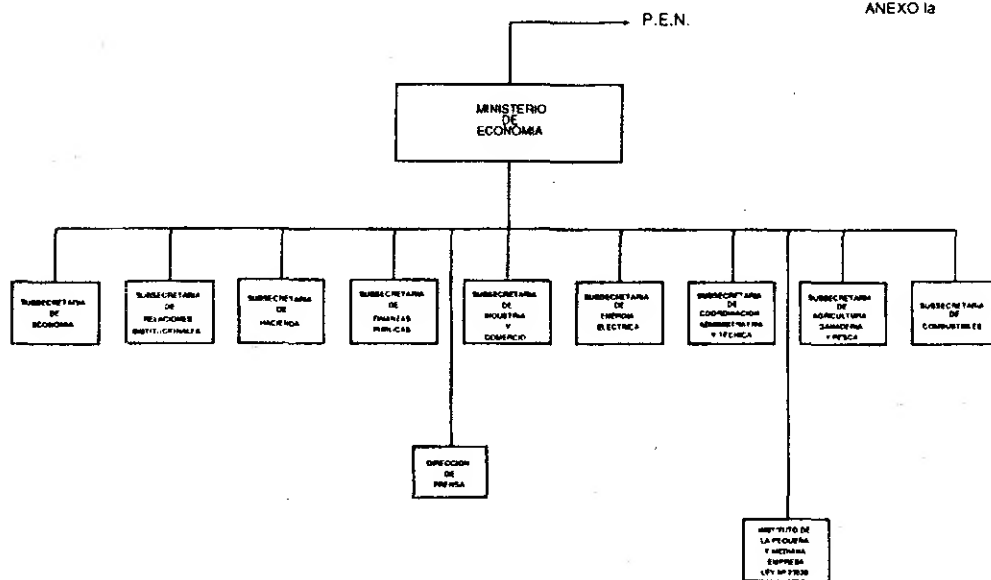 ANEXO Ia
P.E.N.
MINISTERIO
DE
ECONOMIA
SUBSECRETARIA
DE
ECONOMIA
SUBSECRETARIA
DE
RELACIONES
INSTITUCIONALES
SUBSECRETARIA
DE
HACIENDA
SUBSECRETARIA
DE
FINANZAS
PUBLICAS
SUBSECRETARIA
DE
INDUSTRIA
Y
COMERCIO
SUBSECRETARIA
DE
ENERGIA
ELECTRICA
SUBSECRETARIA
DE
COORDINACION
ADMINISTRATIVA
Y TECNICA
SUBSECRETARIA
DE
AGRICULTURA
GANADERIA
Y PESCA
SUBSECRETARIA
DE
COMBUSTIBLES
DIRECCION
DE
PRENSA
INSTITUTO DE
LA PEQUEÑA
Y MEDIANA
EMPRESA
LEY Nº